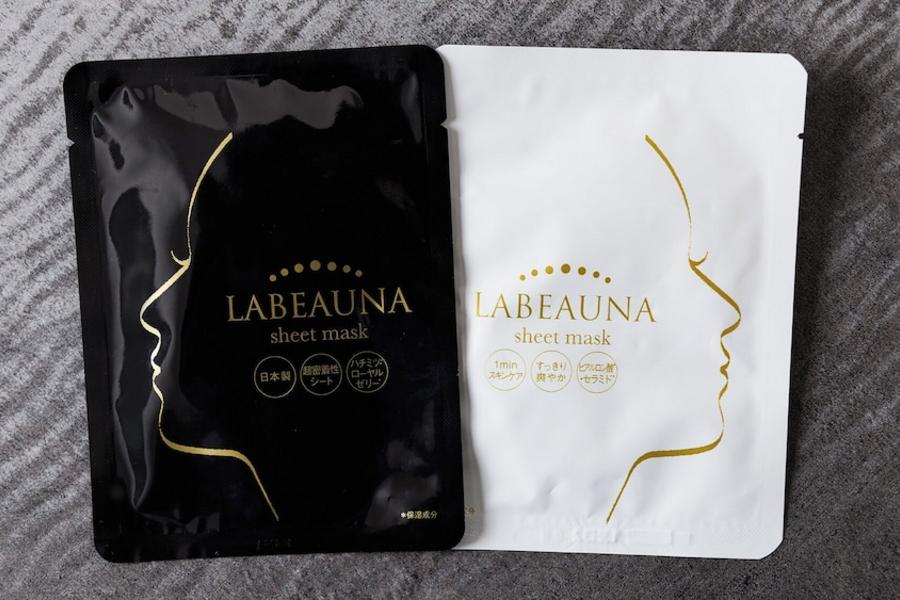 LABEAUNA
sheet mask
日本製
超密着性
シート
ハチミツ*
ローヤル
ゼリー*
*保湿成分
LABEAUNA
sheet mask
1min
スキンケア
すっきり
爽やか
ヒアルロン酸*
・セラミド*
分